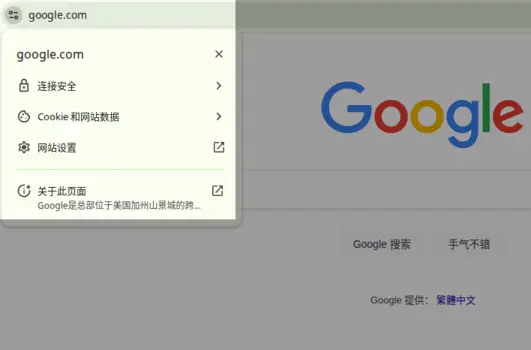 google.com
google.com
连接安全
Cookie 和网站数据
网站设置
关于此页面
Google是总部位于美国加州山景城的跨...
Google
Google 搜索
手气不错
Google 提供： 繁體中文